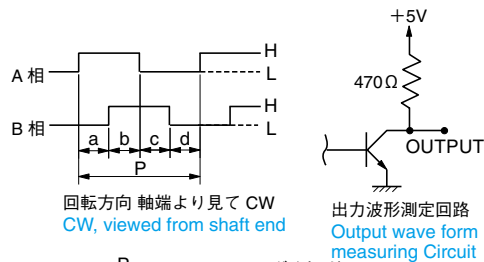 +5V
H
A 相
L
470Ω
H
B 相
L
a b c d
OUTPUT
P
回転方向 軸端より見て CW
CW, viewed from shaft end
出力波形測定回路
Output wave form
measuring Circuit
P